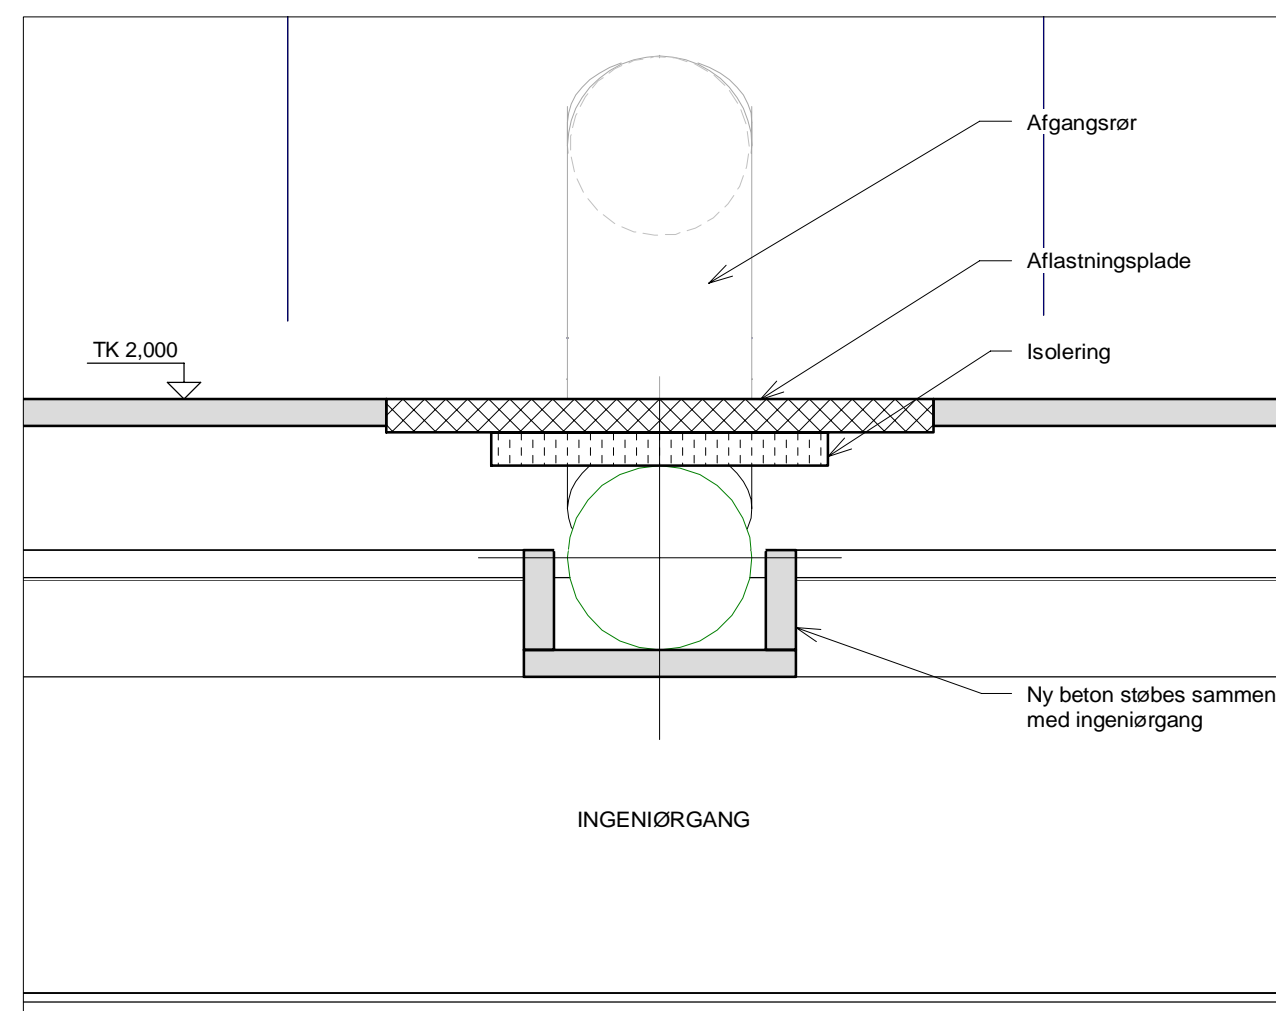 Afgangsrør
Aflastningsplade
TK 2,000
Isolering
Ny beton støbes sammen
med ingeniørgang
INGENIØRGANG